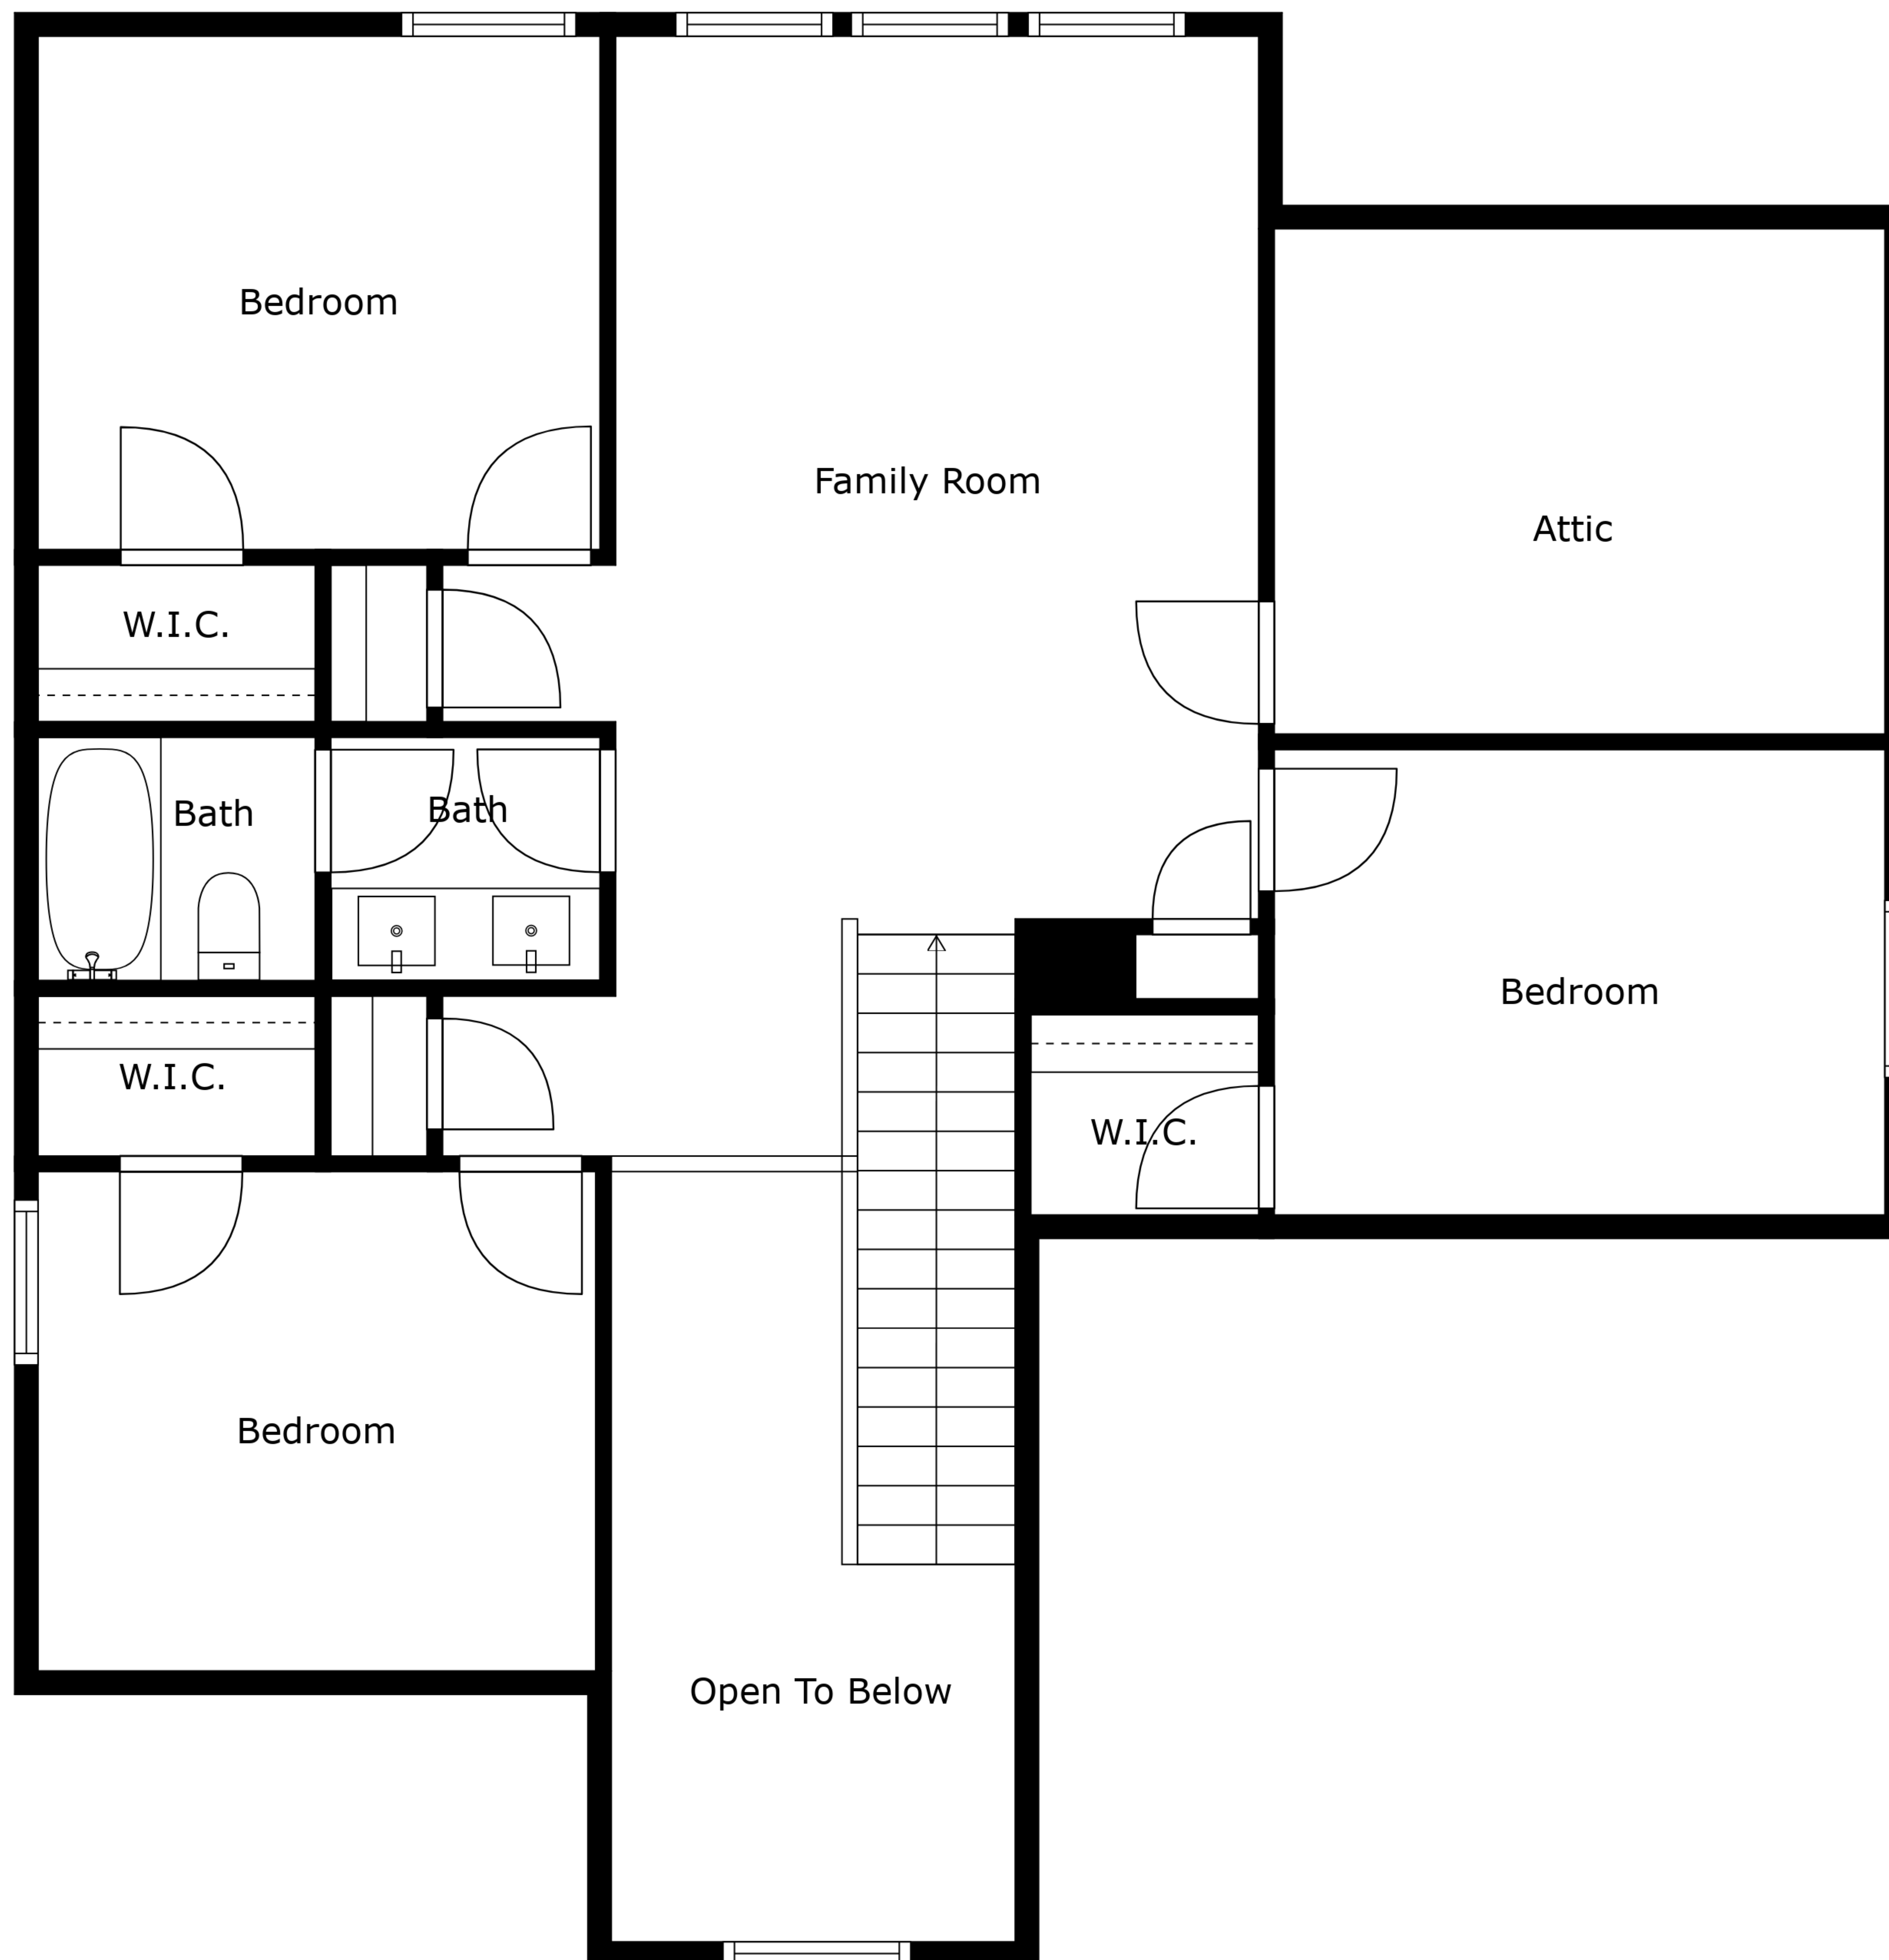 Bedroom
Family Room
Attic
W.I.C.
Bath
Bath
Bedroom
W.I.C.
W.I.C.
Bedroom
Open To Below